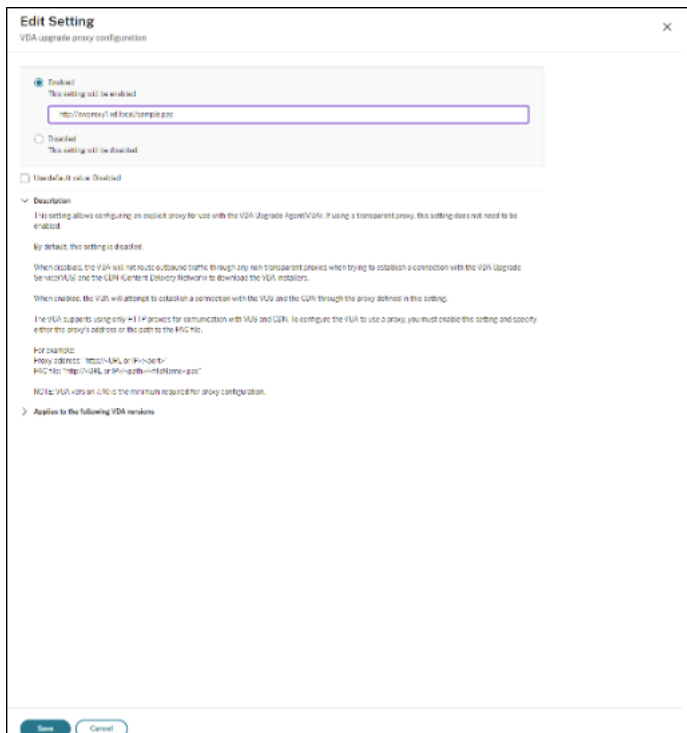 Edit Setting
VDA upgrade proxy configuration
Enabled
This setting will be enabled.
http://swproxy1.xd.local/sample.pac
Disabled
This setting will be disabled
Use default value: Disabled
Description
This setting allows configuring an explicit proxy for use with the VDA Upgrade Agent(VUA). If using a transparent proxy, this setting does not need to be
enabled.
By default, this setting is disabled.
When disabled, the VUA will not route outbound traffic through any non transparent proxies when trying to establish a connection with the VDA Upgrade
Service(VUS) and the CDN (Content Delivery Network) to download the VDA installers.
When enabled, the VUA will attempt to establish a connection with the VUS and the CDN through the proxy defined in this setting.
The VUA supports using only HTTP proxies for comunication with VUS and CDN. To configure the VUA to use a proxy, you must enable this setting and specify
either the proxy's address or the path to the PAC file.
For example:
Proxy address: "http://<URL or IP>:<port>"
PAC file: "http://<URL or IP>/<path>/<fileName>.pac"
NOTE: VUA version 7.40 is the minimum required for proxy configuration.
Applies to the following VDA versions
Save Cancel